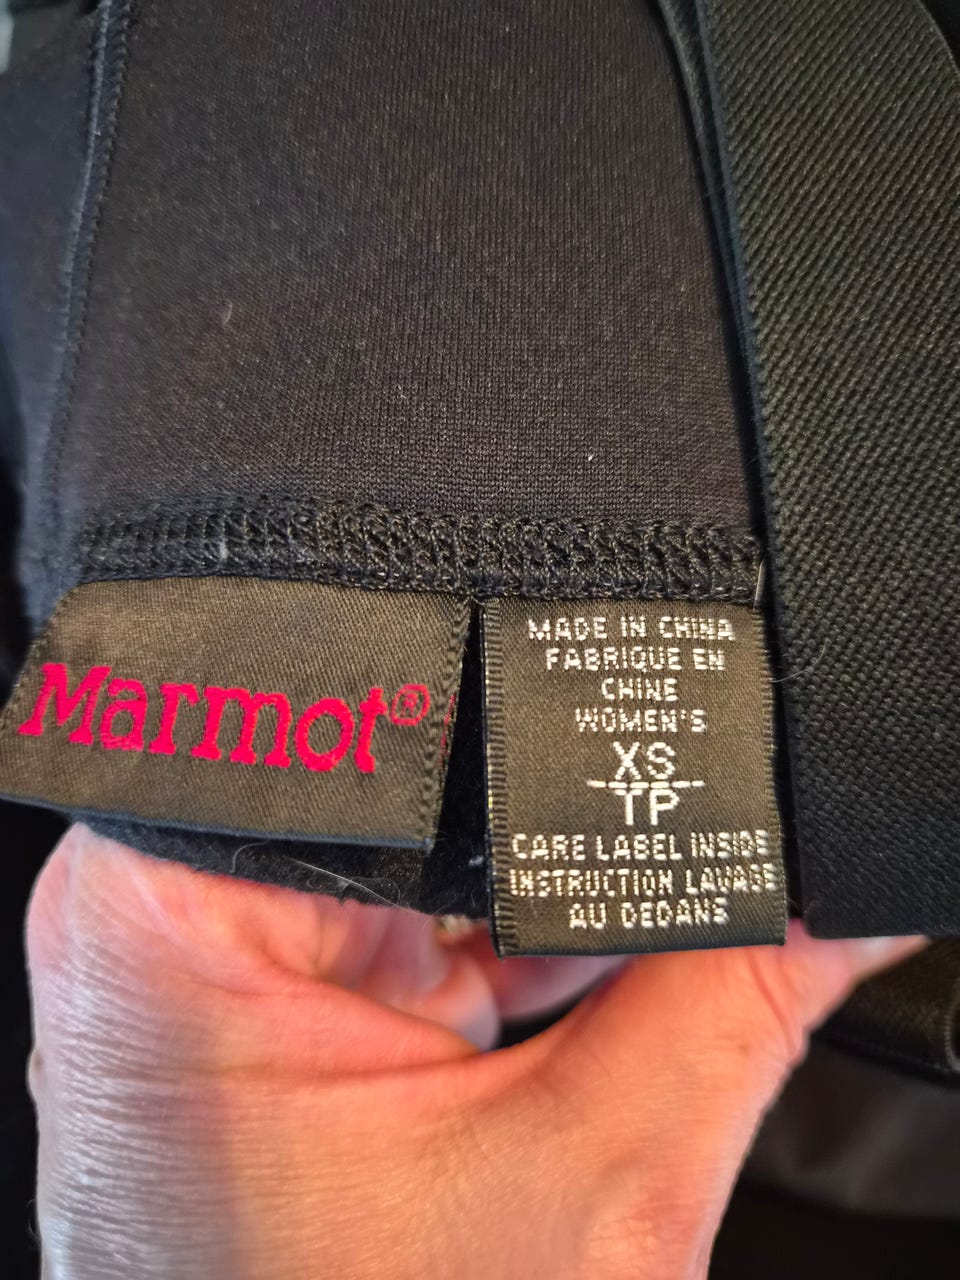 Marmot®
MADE IN CHINA
FABRIQUE EN
CHINE
WOMEN'S
XS
TP
CARE LABEL INSIDE
INSTRUCTION LAVAGE
AU DEDANS